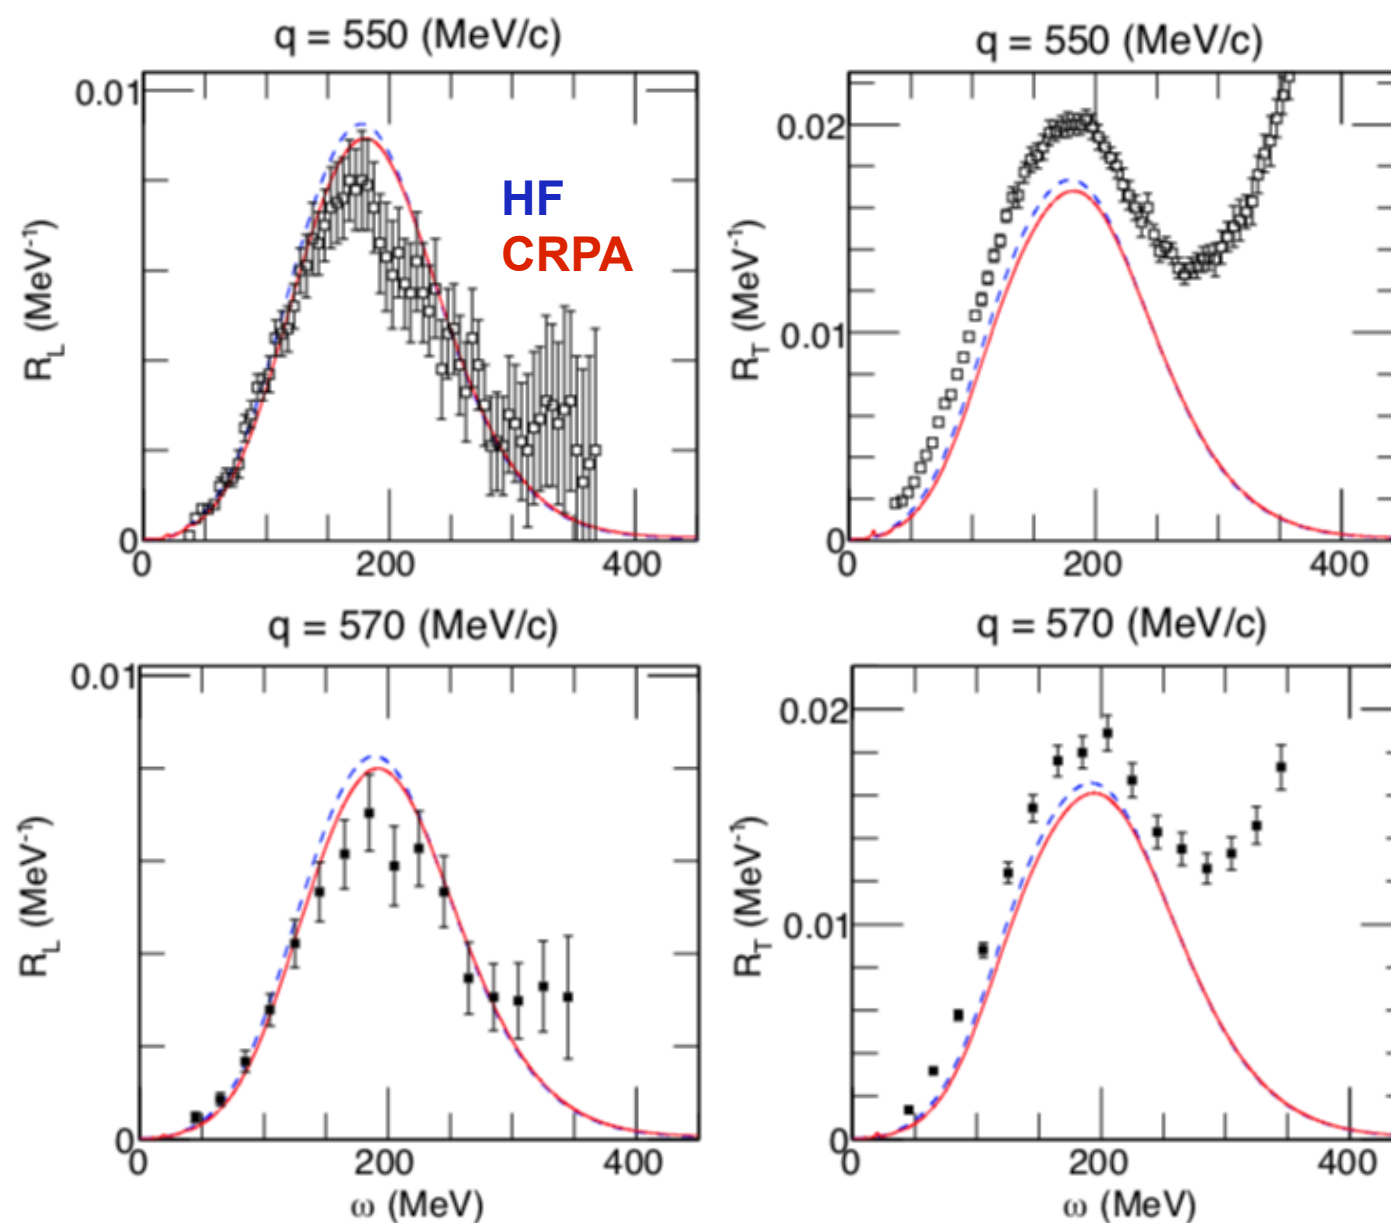 q = 550 (MeV/c)
0.01
R_L (MeV⁻¹)
HF
CRPA
0
0 200 400
q = 550 (MeV/c)
0.02
R_T (MeV⁻¹)
0.01
0
0 200 400
q = 570 (MeV/c)
0.01
R_L (MeV⁻¹)
0
0 200 400
ω (MeV)
q = 570 (MeV/c)
0.02
R_T (MeV⁻¹)
0.01
0
0 200 400
ω (MeV)